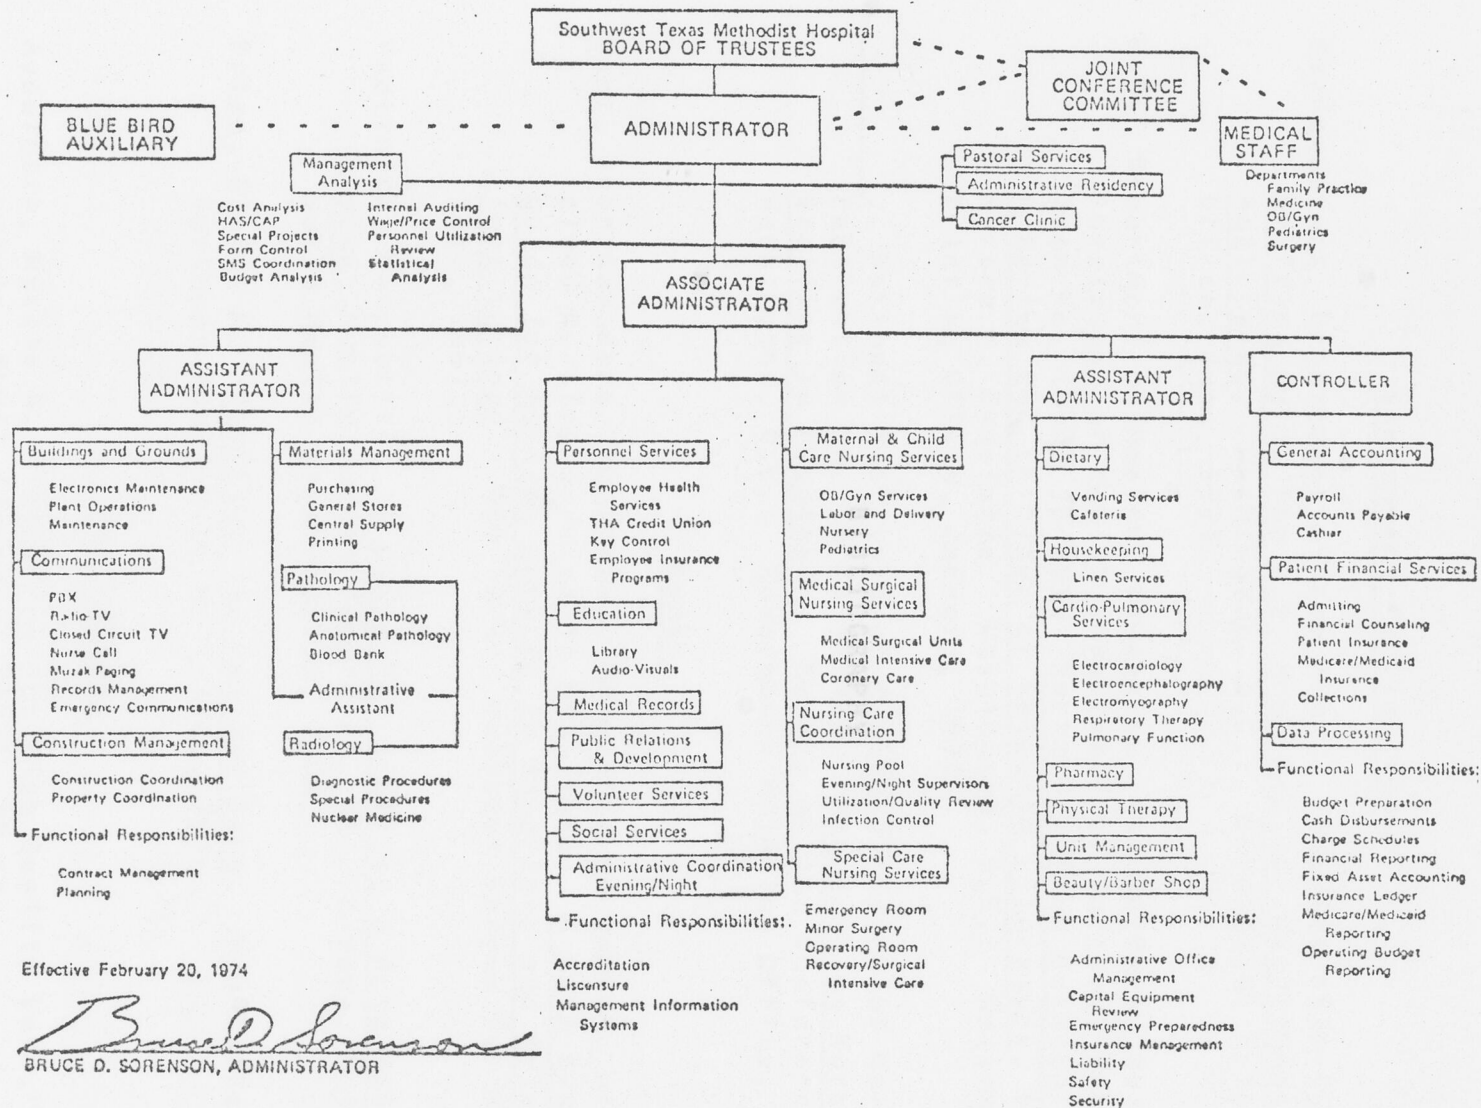 Southwest Texas Methodist Hospital
BOARD OF TRUSTEES
JOINT
CONFERENCE
COMMITTEE
BLUE BIRD
AUXILIARY
ADMINISTRATOR
MEDICAL
STAFF
Departments
Family Practice
Medicine
OB/Gyn
Pediatrics
Surgery
Management
Analysis
Cost Analysis
HAS/CAP
Special Projects
Form Control
SMS Coordination
Budget Analysis
Internal Auditing
Wage/Price Control
Personnel Utilization
Review
Statistical
Analysis
Pastoral Services
Administrative Residency
Cancer Clinic
ASSOCIATE
ADMINISTRATOR
ASSISTANT
ADMINISTRATOR
Buildings and Grounds
Electronics Maintenance
Plant Operations
Maintenance
Communications
PBX
Radio-TV
Closed Circuit TV
Nurse Call
Muzak Paging
Records Management
Emergency Communications
Construction Management
Construction Coordination
Property Coordination
Functional Responsibilities:
Contract Management
Planning
Materials Management
Purchasing
General Stores
Central Supply
Printing
Pathology
Clinical Pathology
Anatomical Pathology
Blood Bank
Administrative
Assistant
Radiology
Diagnostic Procedures
Special Procedures
Nuclear Medicine
Personnel Services
Employee Health
Services
THA Credit Union
Key Control
Employee Insurance
Programs
Education
Library
Audio-Visuals
Medical Records
Public Relations
& Development
Volunteer Services
Social Services
Administrative Coordination
Evening/Night
Functional Responsibilities:
Accreditation
Liscensure
Management Information
Systems
Maternal & Child
Care Nursing Services
OB/Gyn Services
Labor and Delivery
Nursery
Pediatrics
Medical Surgical
Nursing Services
Medical Surgical Units
Medical Intensive Care
Coronary Care
Nursing Care
Coordination
Nursing Pool
Evening/Night Supervisors
Utilization/Quality Review
Infection Control
Special Care
Nursing Services
Emergency Room
Minor Surgery
Operating Room
Recovery/Surgical
Intensive Care
ASSISTANT
ADMINISTRATOR
Dietary
Vending Services
Cafeteria
Housekeeping
Linen Services
Cardio-Pulmonary
Services
Electrocardiology
Electroencephalography
Electromyography
Respiratory Therapy
Pulmonary Function
Pharmacy
Physical Therapy
Unit Management
Beauty/Barber Shop
Functional Responsibilities:
Administrative Office
Management
Capital Equipment
Review
Emergency Preparedness
Insurance Management
Liability
Safety
Security
CONTROLLER
General Accounting
Payroll
Accounts Payable
Cashier
Patient Financial Services
Admitting
Financial Counseling
Patient Insurance
Medicare/Medicaid
Insurance
Collections
Data Processing
Functional Responsibilities:
Budget Preparation
Cash Disbursements
Charge Schedules
Financial Reporting
Fixed Asset Accounting
Insurance Ledger
Medicare/Medicaid
Reporting
Operating Budget
Reporting
Effective February 20, 1974
Bruce D. Sorenson
BRUCE D. SORENSON, ADMINISTRATOR